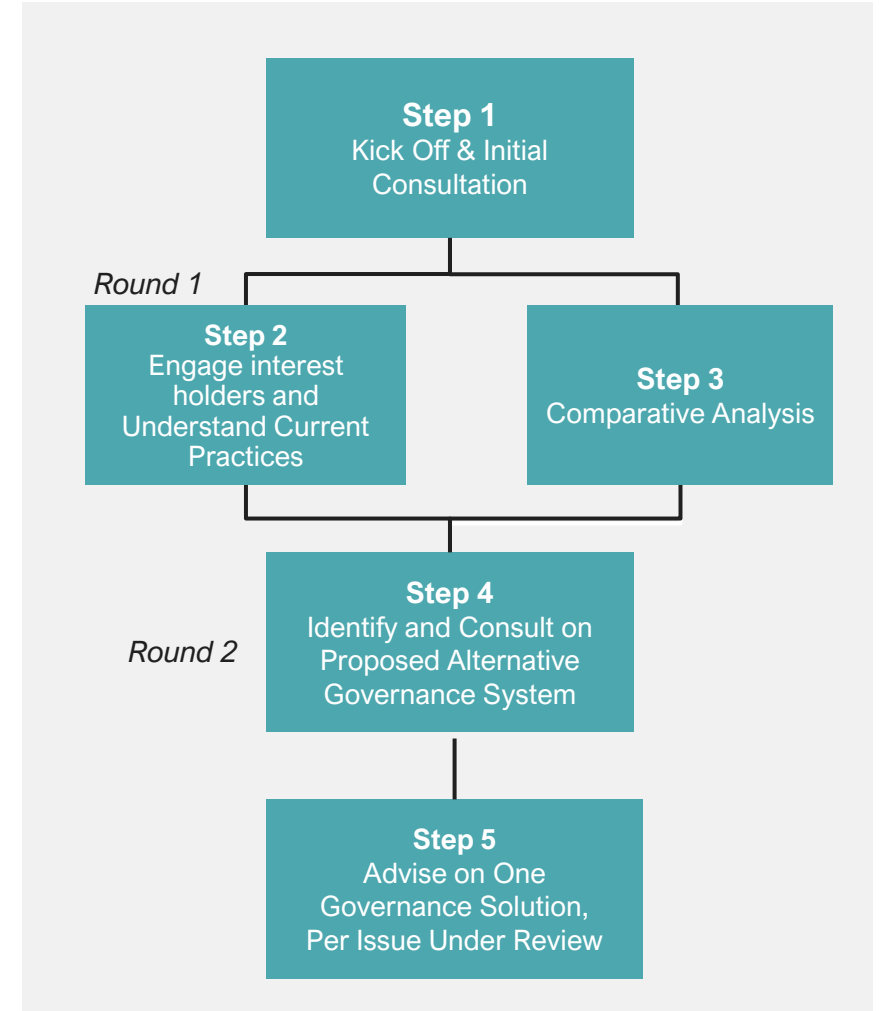 Step 1
Kick Off & Initial
Consultation
Round 1
Step 2
Engage interest
holders and
Understand Current
Practices
Step 3
Comparative Analysis
Step 4
Identify and Consult on
Proposed Alternative
Governance System
Round 2
Step 5
Advise on One
Governance Solution,
Per Issue Under Review